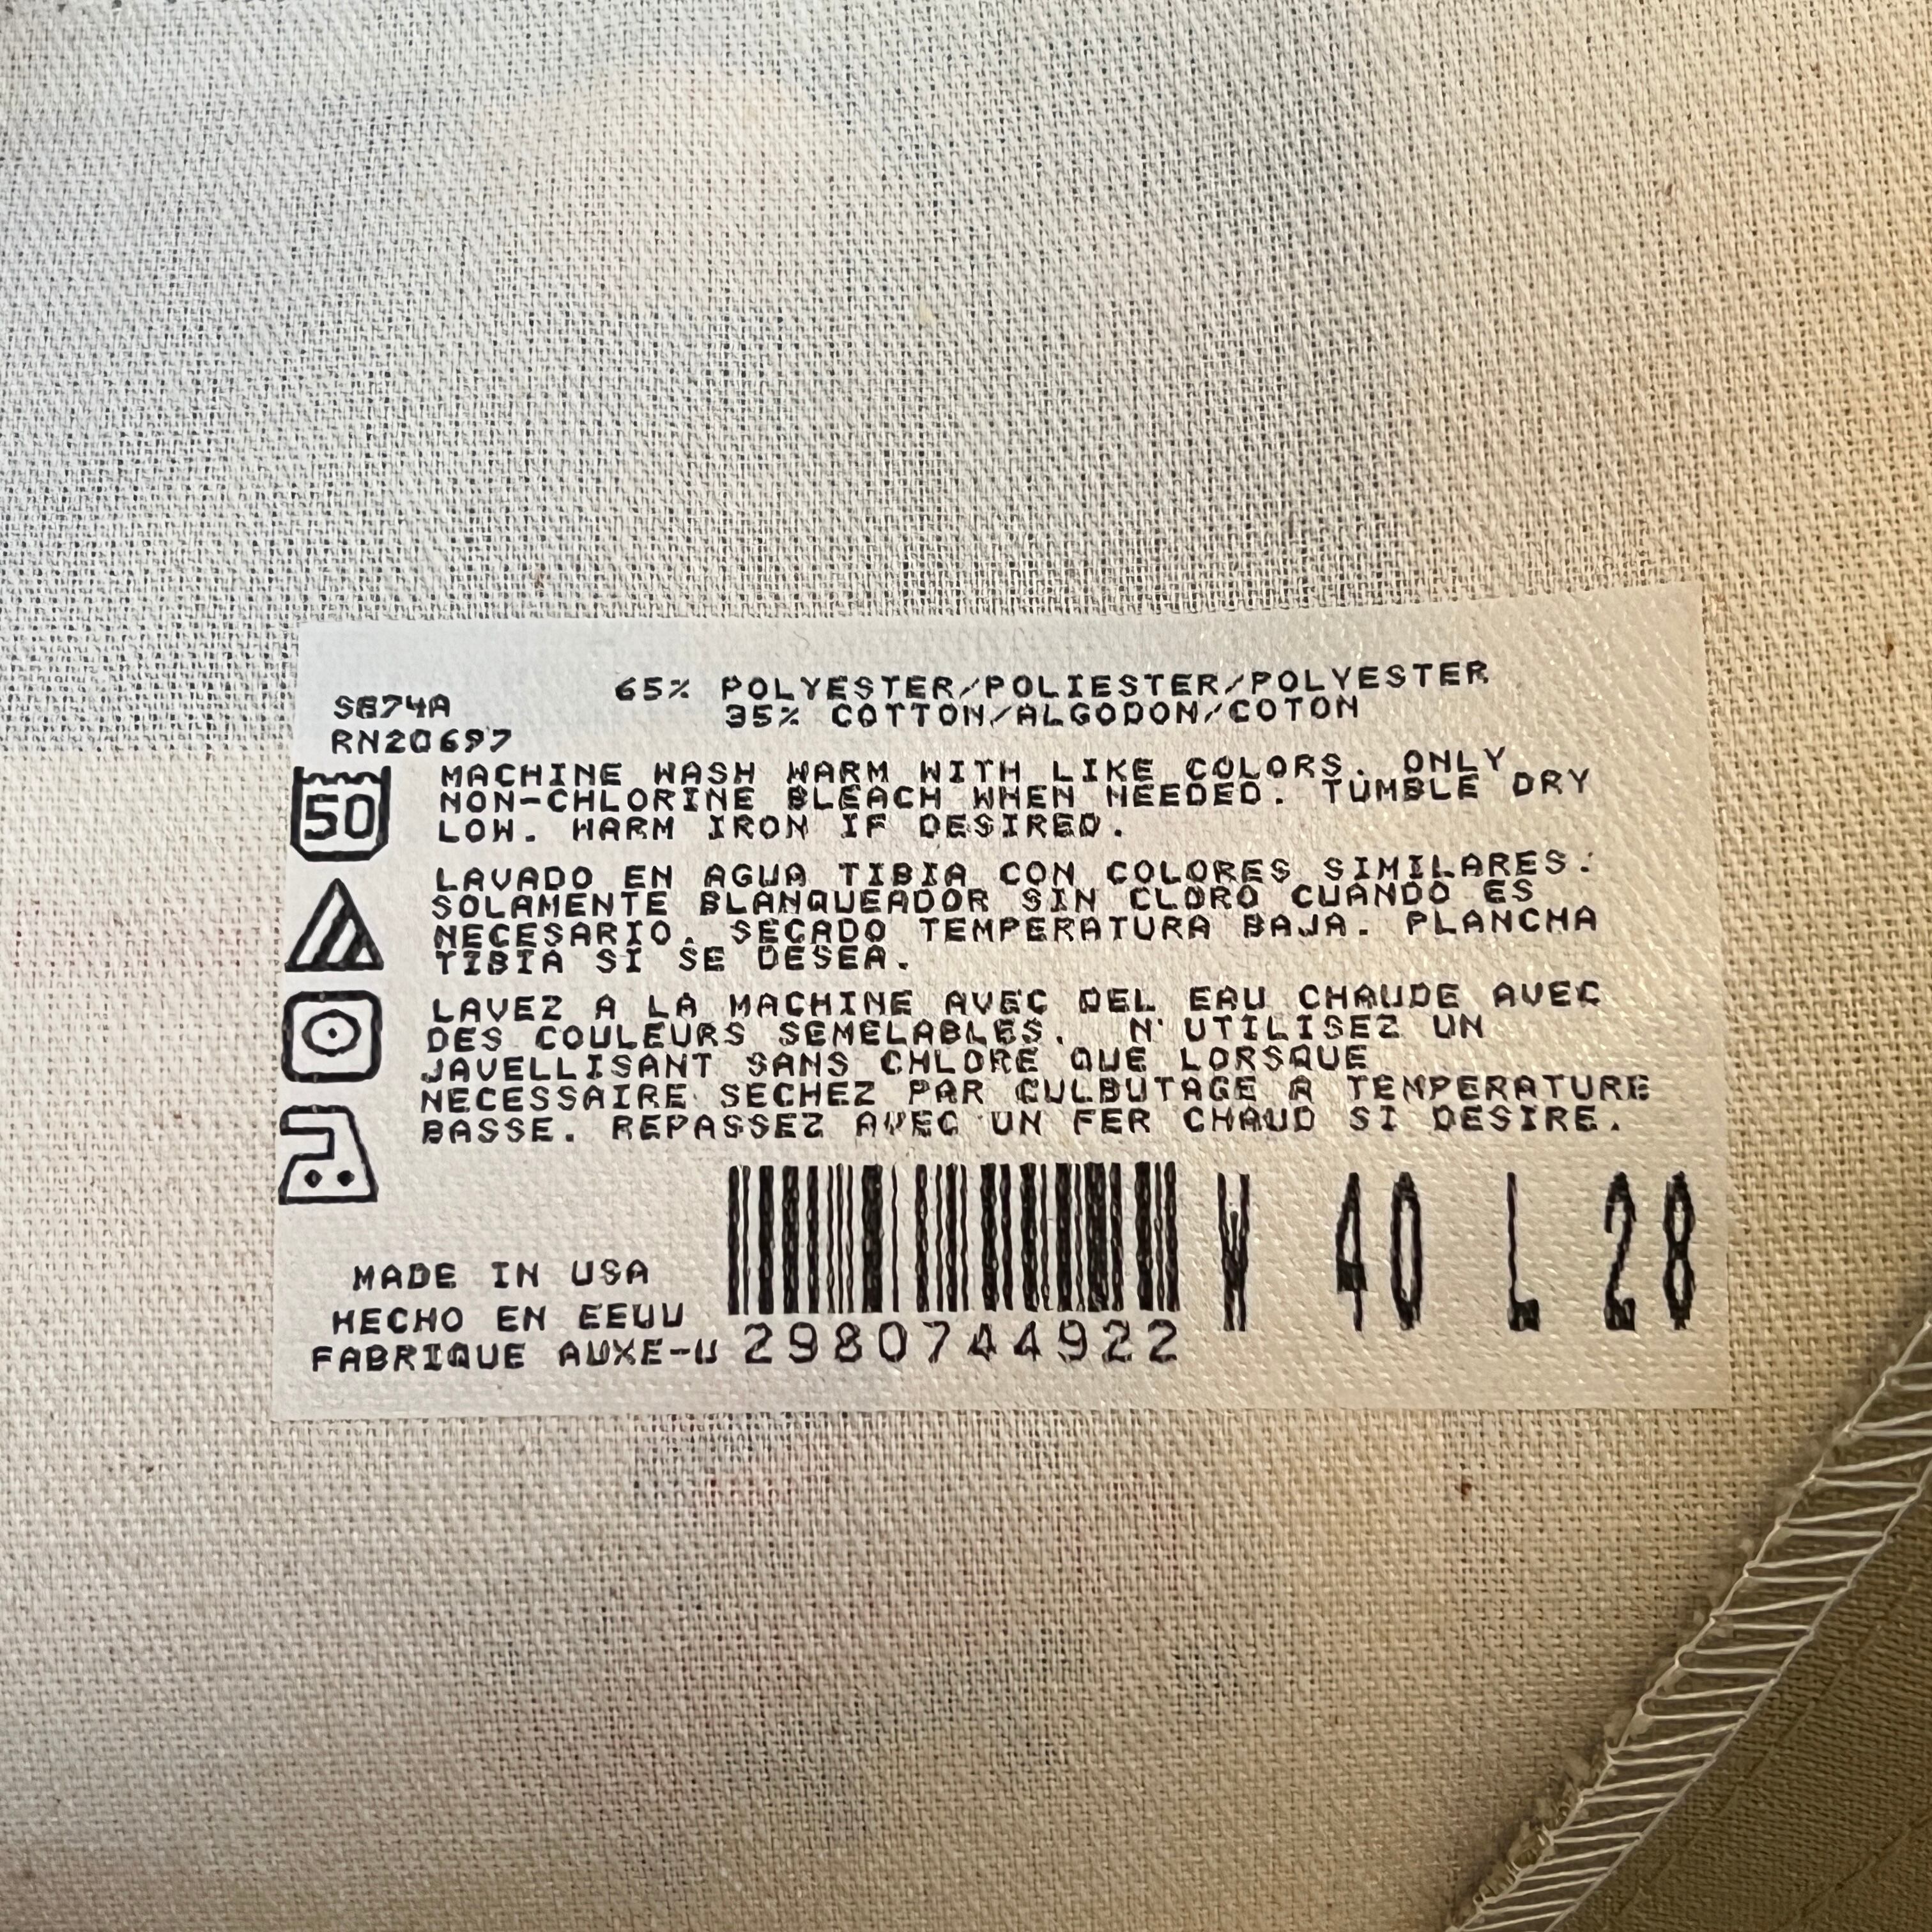 S874A
RN20697
65% POLYESTER/POLIESTER/POLYESTER
35% COTTON/ALGODON/COTON
50
MACHINE WASH WARM WITH LIKE COLORS. ONLY
NON-CHLORINE BLEACH WHEN NEEDED. TUMBLE DRY
LOW. WARM IRON IF DESIRED.
LAVADO EN AGUA TIBIA CON COLORES SIMILARES.
SOLAMENTE BLANQUEADOR SIN CLORO CUANDO ES
NECESARIO. SECADO TEMPERATURA BAJA. PLANCHA
TIBIA SI SE DESEA.
LAVEZ A LA MACHINE AVEC DEL EAU CHAUDE AVEC
DES COULEURS SEMELABLES. N'UTILISEZ UN
JAVELLISANT SANS CHLORE QUE LORSQUE
NECESSAIRE SECHEZ PAR CULBUTAGE A TEMPERATURE
BASSE. REPASSEZ AVEC UN FER CHAUD SI DESIRE.
MADE IN USA
HECHO EN EEUU
FABRIQUE AUXE-U
2980744922
W 40 L 28